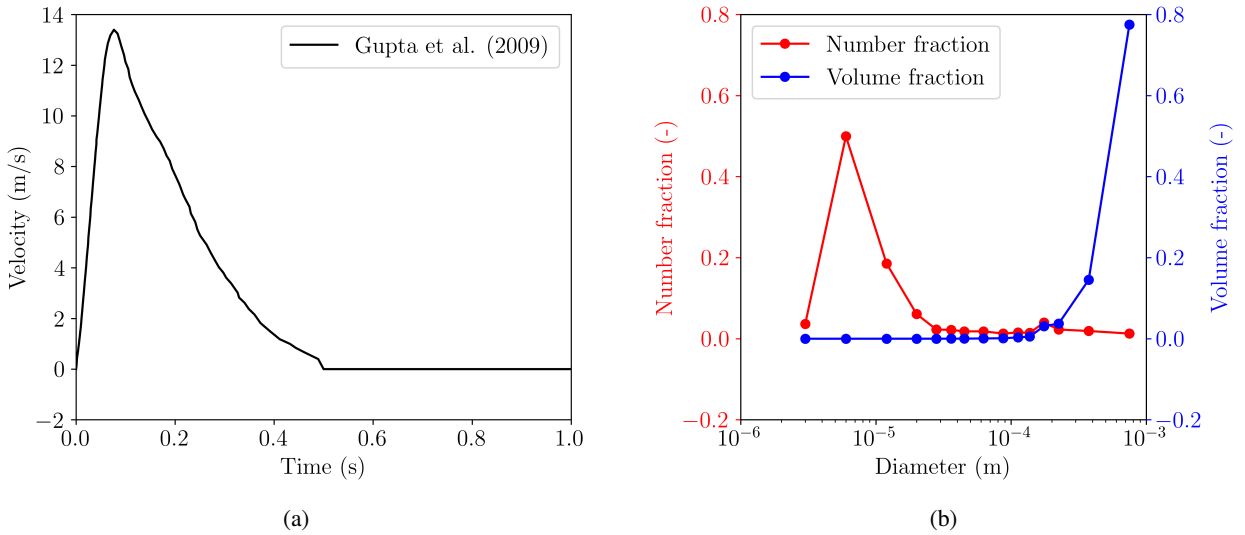 14
12
10
8
6
4
2
0
−2
Velocity (m/s)
0.0 0.2 0.4 0.6 0.8 1.0
Time (s)
Gupta et al. (2009)
(a)
0.8
0.6
0.4
0.2
0.0
−0.2
Number fraction (-)
Number fraction
Volume fraction
10⁻⁶ 10⁻⁵ 10⁻⁴ 10⁻³
Diameter (m)
0.8
0.6
0.4
0.2
0.0
−0.2
Volume fraction (-)
(b)